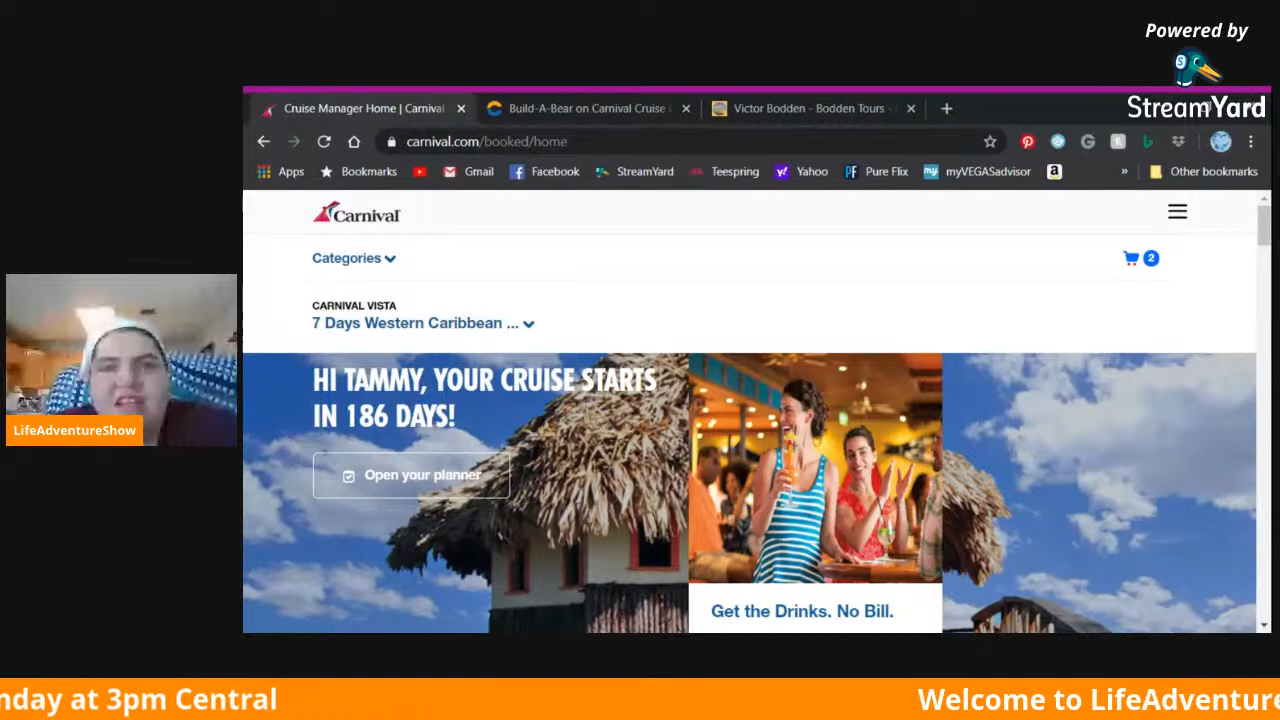 Powered by
StreamYard
Cruise Manager Home | Carnival
Build-A-Bear on Carnival Cruise
Victor Bodden - Bodden Tours -
carnival.com/booked/home
Apps
Bookmarks
Gmail
Facebook
StreamYard
Teespring
Yahoo
PF
Pure Flix
my
myVEGASadvisor
»
Other bookmarks
Carnival
Categories
2
CARNIVAL VISTA
7 Days Western Caribbean ...
HI TAMMY, YOUR CRUISE STARTS
IN 186 DAYS!
Open your planner
Get the Drinks. No Bill.
LifeAdventureShow
nday at 3pm Central
Welcome to LifeAdventure